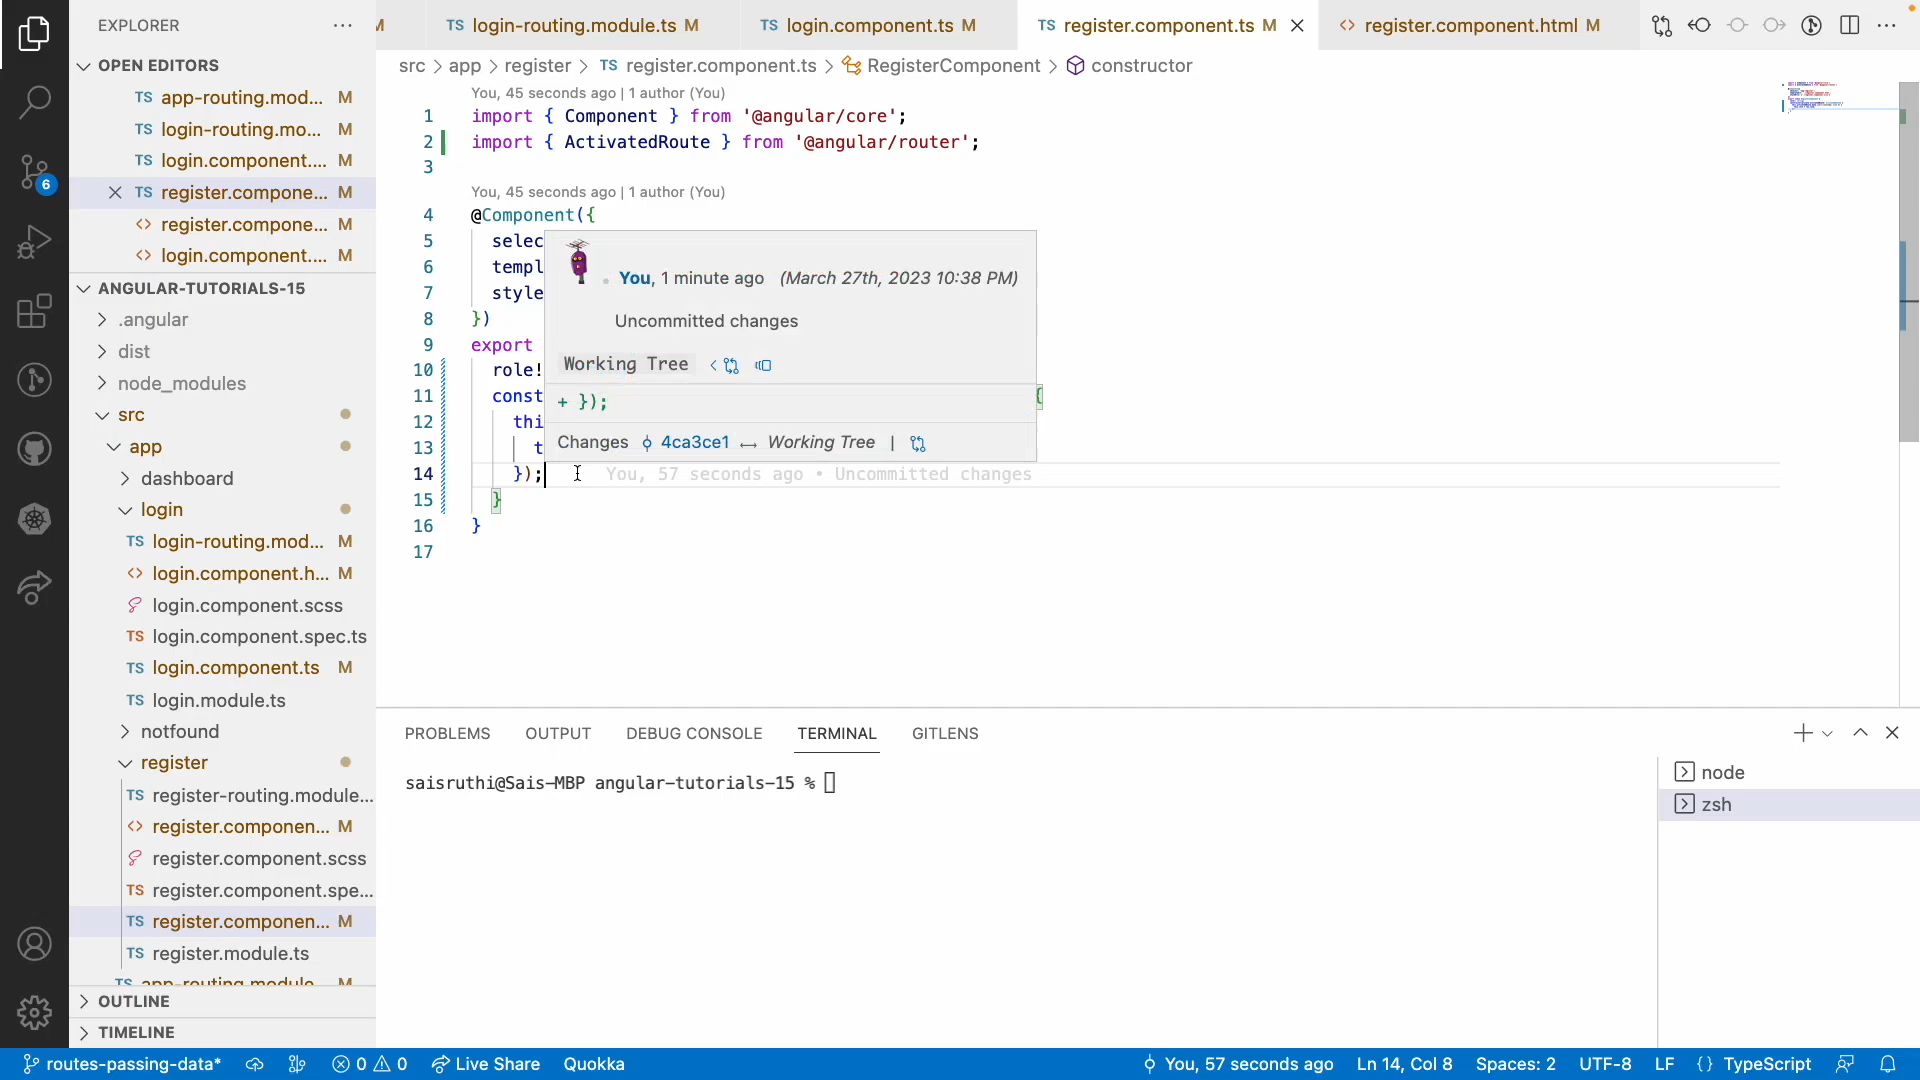 EXPLORER
OPEN EDITORS
TS app-routing.mod... M
TS login-routing.mo... M
TS login.component.... M
TS register.compone... M
<> register.compone... M
<> login.component.... M
ANGULAR-TUTORIALS-15
.angular
dist
node_modules
src
app
dashboard
login
TS login-routing.mod... M
<> login.component.h... M
login.component.scss
TS login.component.spec.ts
TS login.component.ts M
TS login.module.ts
notfound
register
TS register-routing.module...
<> register.componen... M
register.component.scss
TS register.component.spe...
TS register.componen... M
TS register.module.ts
TS app-routing.module M
OUTLINE
TIMELINE
6
M TS login-routing.module.ts M TS login.component.ts M TS register.component.ts M <> register.component.html M
src > app > register > TS register.component.ts > RegisterComponent > constructor
You, 45 seconds ago | 1 author (You)
1 import { Component } from '@angular/core';
2 import { ActivatedRoute } from '@angular/router';
3
You, 45 seconds ago | 1 author (You)
4 @Component({
5 selec
6 templ
7 style
8 })
9 export
10 role!
11 const {
12 thi
13 t
14 }); You, 57 seconds ago • Uncommitted changes
15 }
16 }
17
You, 1 minute ago (March 27th, 2023 10:38 PM)
Uncommitted changes
Working Tree
+ });
Changes 4ca3ce1 ↔ Working Tree |
PROBLEMS OUTPUT DEBUG CONSOLE TERMINAL GITLENS
saisruthi@Sais-MBP angular-tutorials-15 %
node
zsh
routes-passing-data* 0 0 Live Share Quokka You, 57 seconds ago Ln 14, Col 8 Spaces: 2 UTF-8 LF {} TypeScript